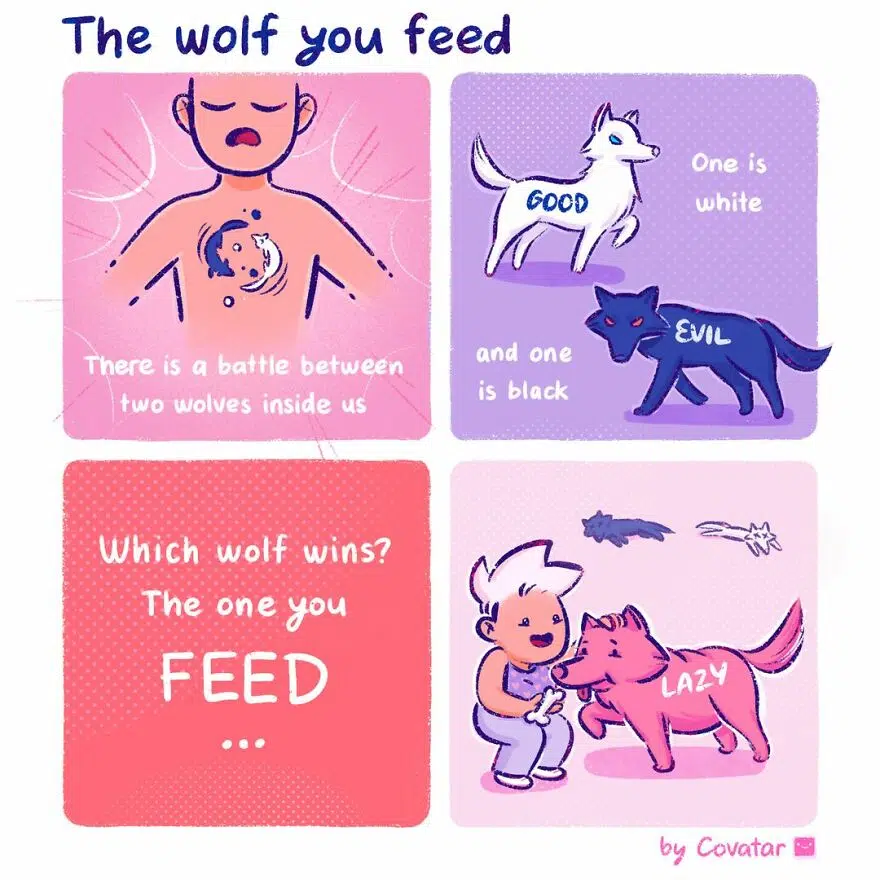 The wolf you feed
There is a battle between
two wolves inside us
GOOD
One is
white
EVIL
and one
is black
Which wolf wins?
The one you
FEED
...
LAZY
by Covatar